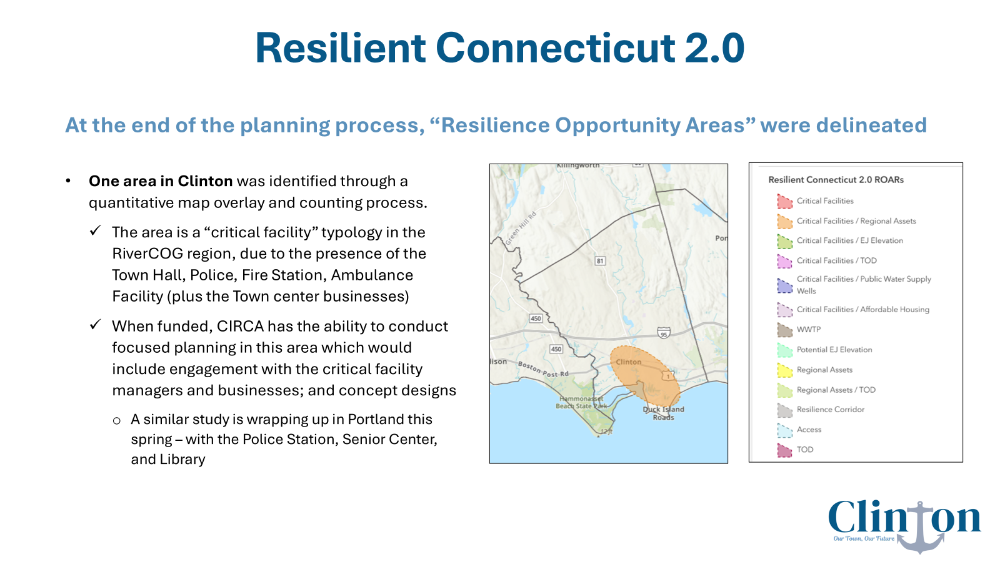 Resilient Connecticut 2.0
At the end of the planning process, “Resilience Opportunity Areas” were delineated
• One area in Clinton was identified through a
quantitative map overlay and counting process.
✓ The area is a “critical facility” typology in the
RiverCOG region, due to the presence of the
Town Hall, Police, Fire Station, Ambulance
Facility (plus the Town center businesses)
✓ When funded, CIRCA has the ability to conduct
focused planning in this area which would
include engagement with the critical facility
managers and businesses; and concept designs
o A similar study is wrapping up in Portland this
spring – with the Police Station, Senior Center,
and Library
Killingworth
Green Hill Rd
Por
81
450
95
450
lison
Boston Post Rd
Clinton
1
Hammonasset
Beach State Park
Duck Island
Roads
12 ft
Resilient Connecticut 2.0 ROARs
Critical Facilities
Critical Facilities / Regional Assets
Critical Facilities / EJ Elevation
Critical Facilities / TOD
Critical Facilities / Public Water Supply
Wells
Critical Facilities / Affordable Housing
WWTP
Potential EJ Elevation
Regional Assets
Regional Assets / TOD
Resilience Corridor
Access
TOD
Clinton
Our Town, Our Future